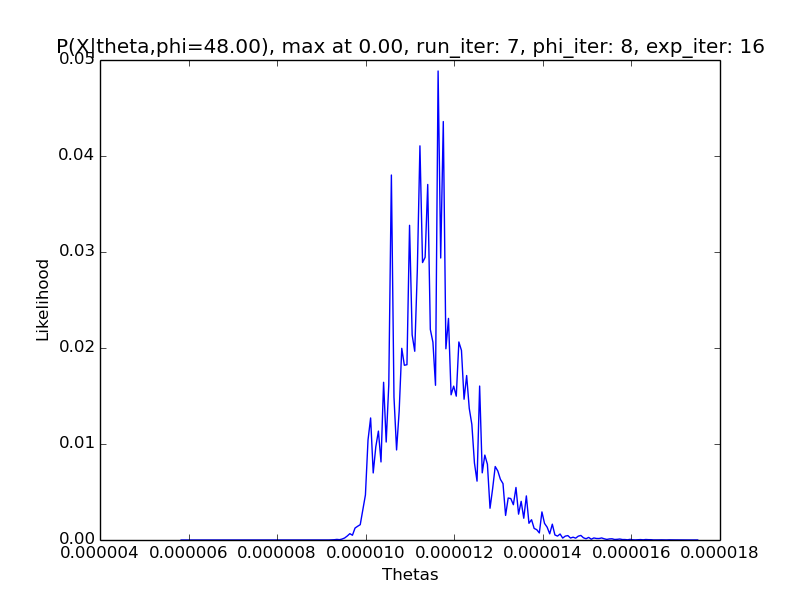 P(X|theta,phi=48.00), max at 0.00, run_iter: 7, phi_iter: 8, exp_iter: 16
0.05
0.04
0.03
0.02
0.01
0.00
Likelihood
0.000004 0.000006 0.000008 0.000010 0.000012 0.000014 0.000016 0.000018
Thetas